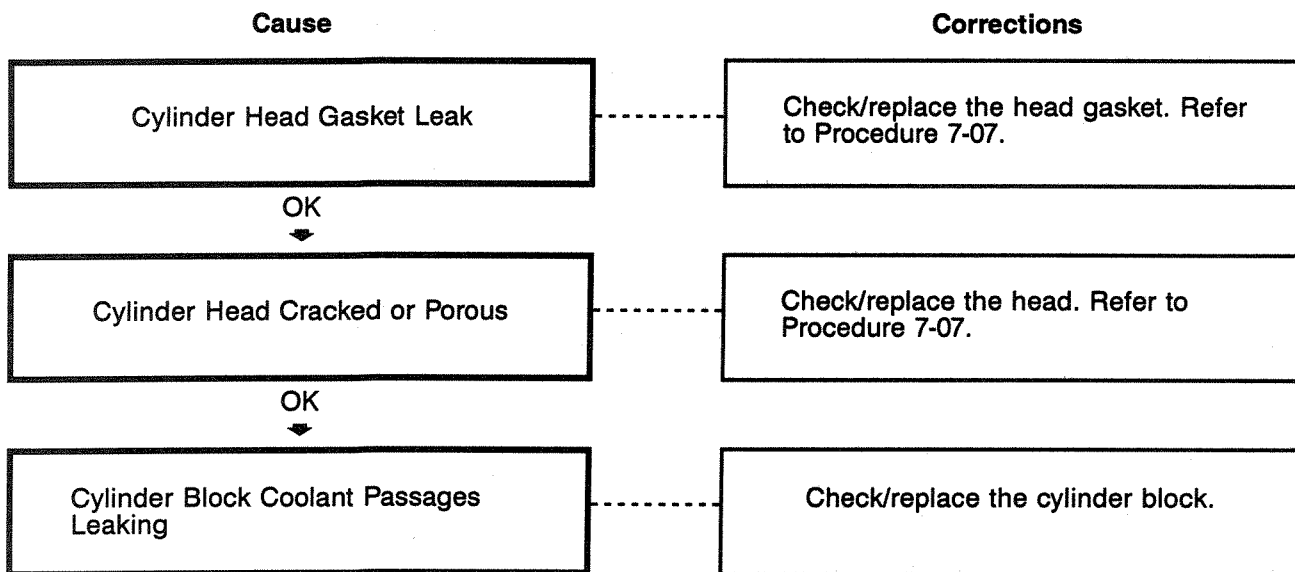 Cause
Corrections
Cylinder Head Gasket Leak
Check/replace the head gasket. Refer
to Procedure 7-07.
OK
Cylinder Head Cracked or Porous
Check/replace the head. Refer to
Procedure 7-07.
OK
Cylinder Block Coolant Passages
Leaking
Check/replace the cylinder block.